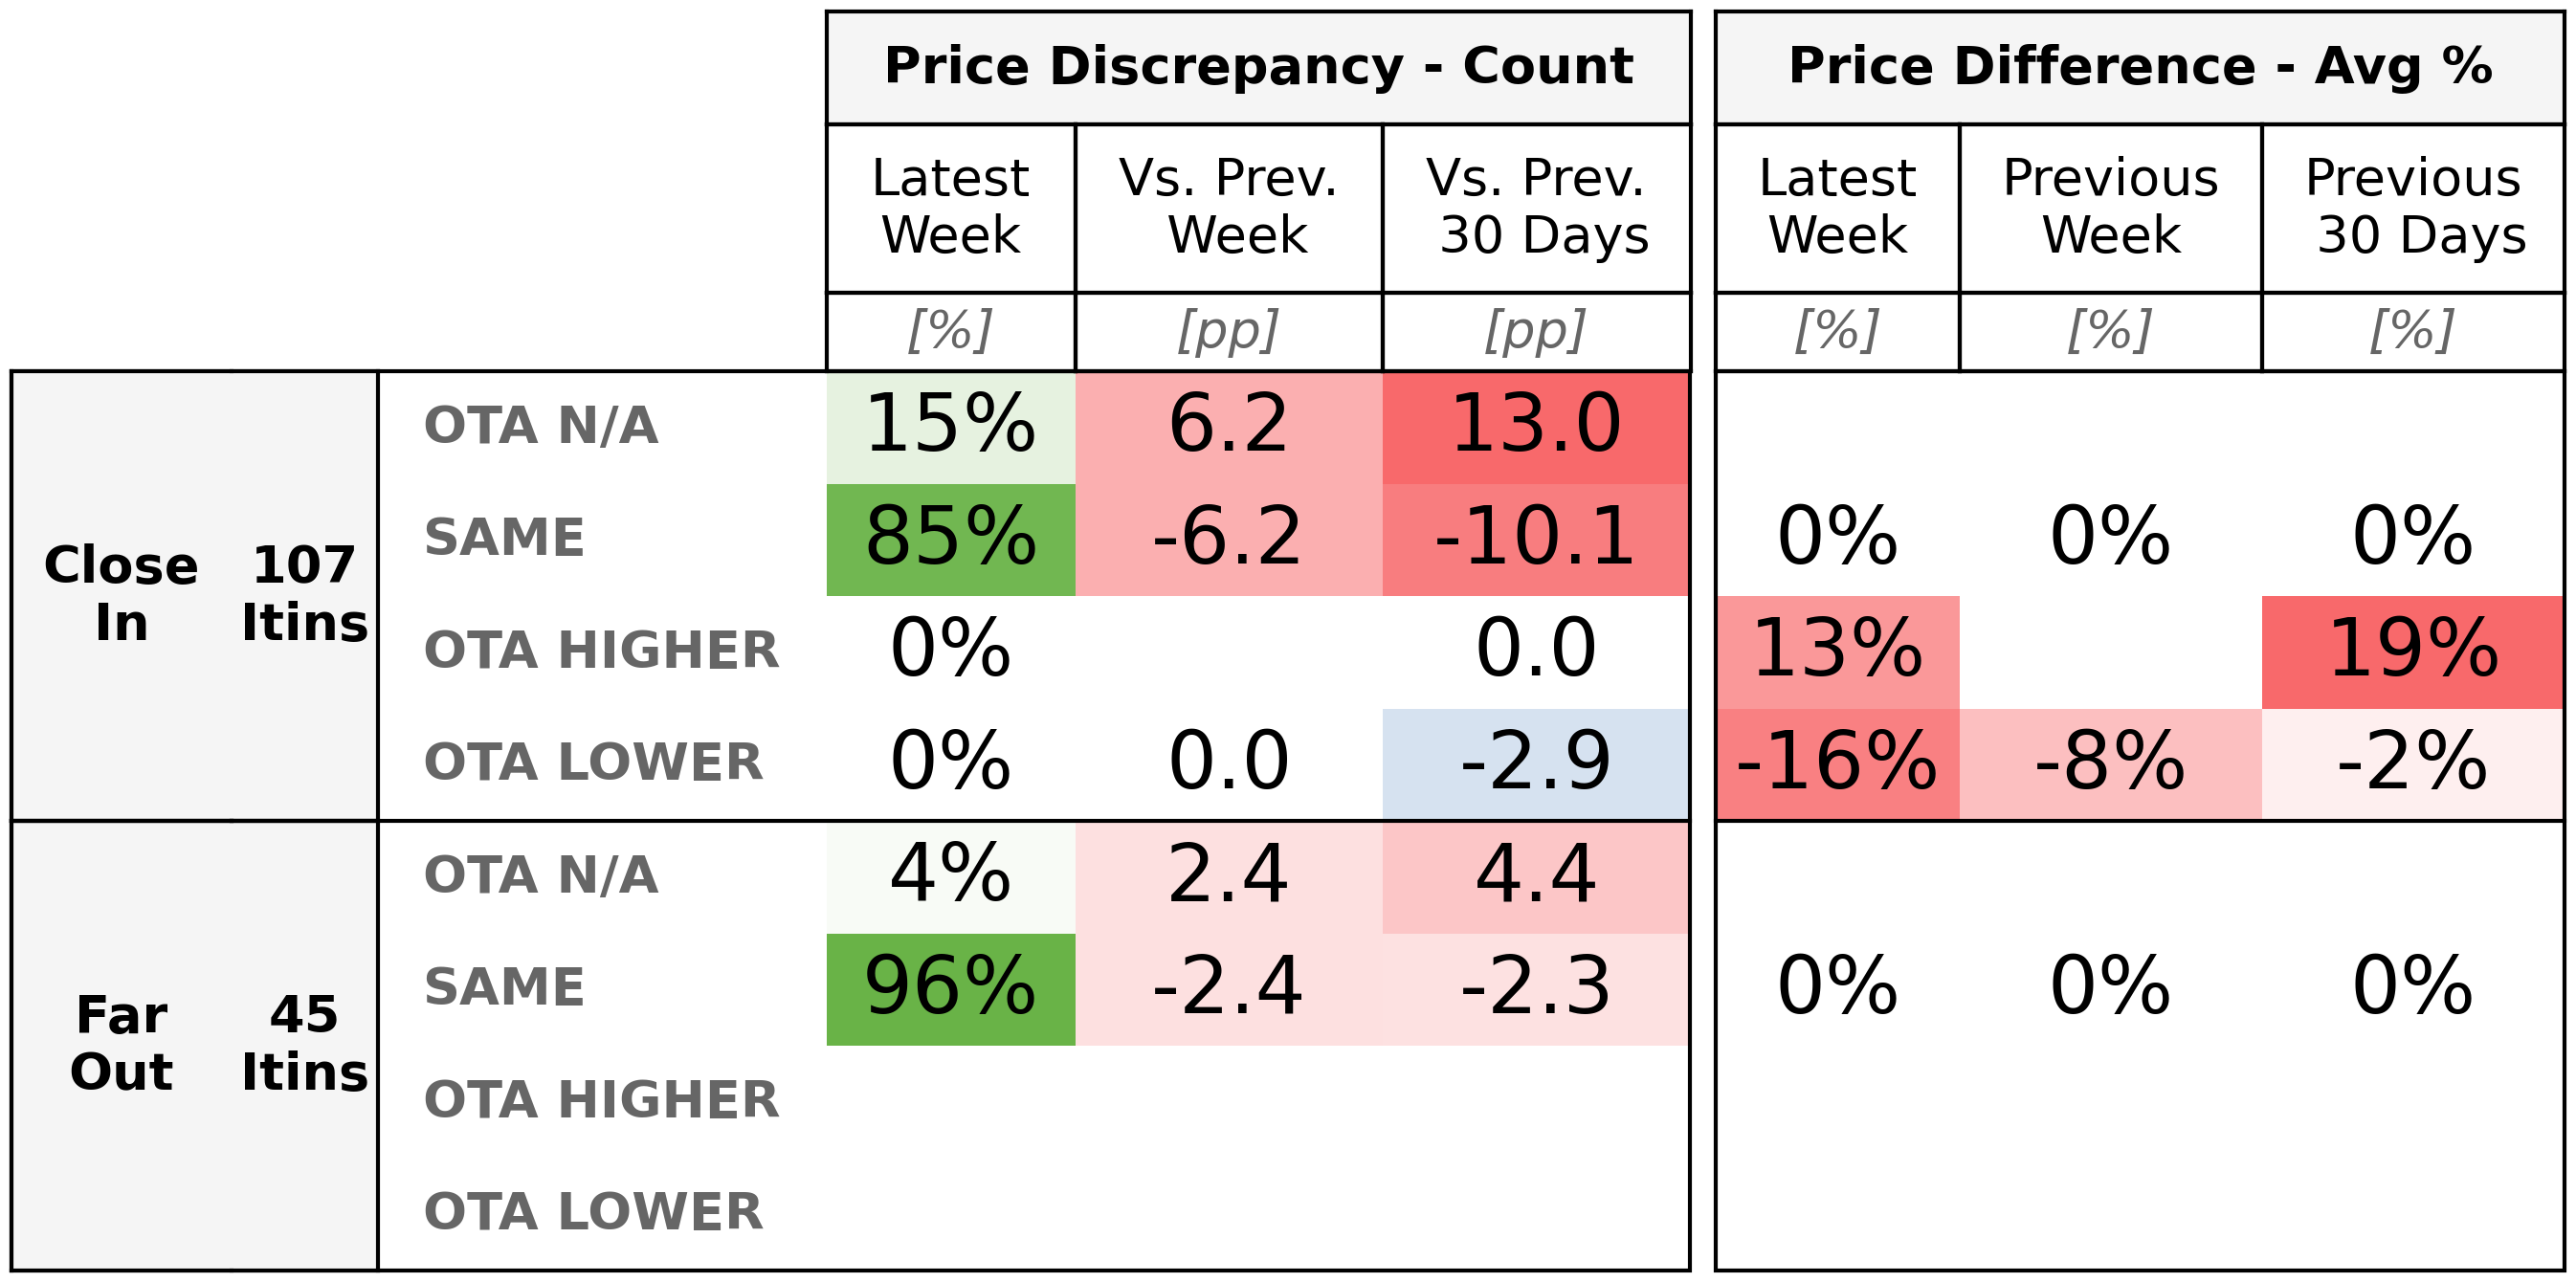 Price Discrepancy - Count Price Difference - Avg %
Latest Week Vs. Prev. Week Vs. Prev. 30 Days Latest Week Previous Week Previous 30 Days
[%] [pp] [pp] [%] [%] [%]
Close In 107 Itins
OTA N/A 15% 6.2 13.0
SAME 85% -6.2 -10.1 0% 0% 0%
OTA HIGHER 0% 0.0 13% 19%
OTA LOWER 0% 0.0 -2.9 -16% -8% -2%
Far Out 45 Itins
OTA N/A 4% 2.4 4.4
SAME 96% -2.4 -2.3 0% 0% 0%
OTA HIGHER
OTA LOWER